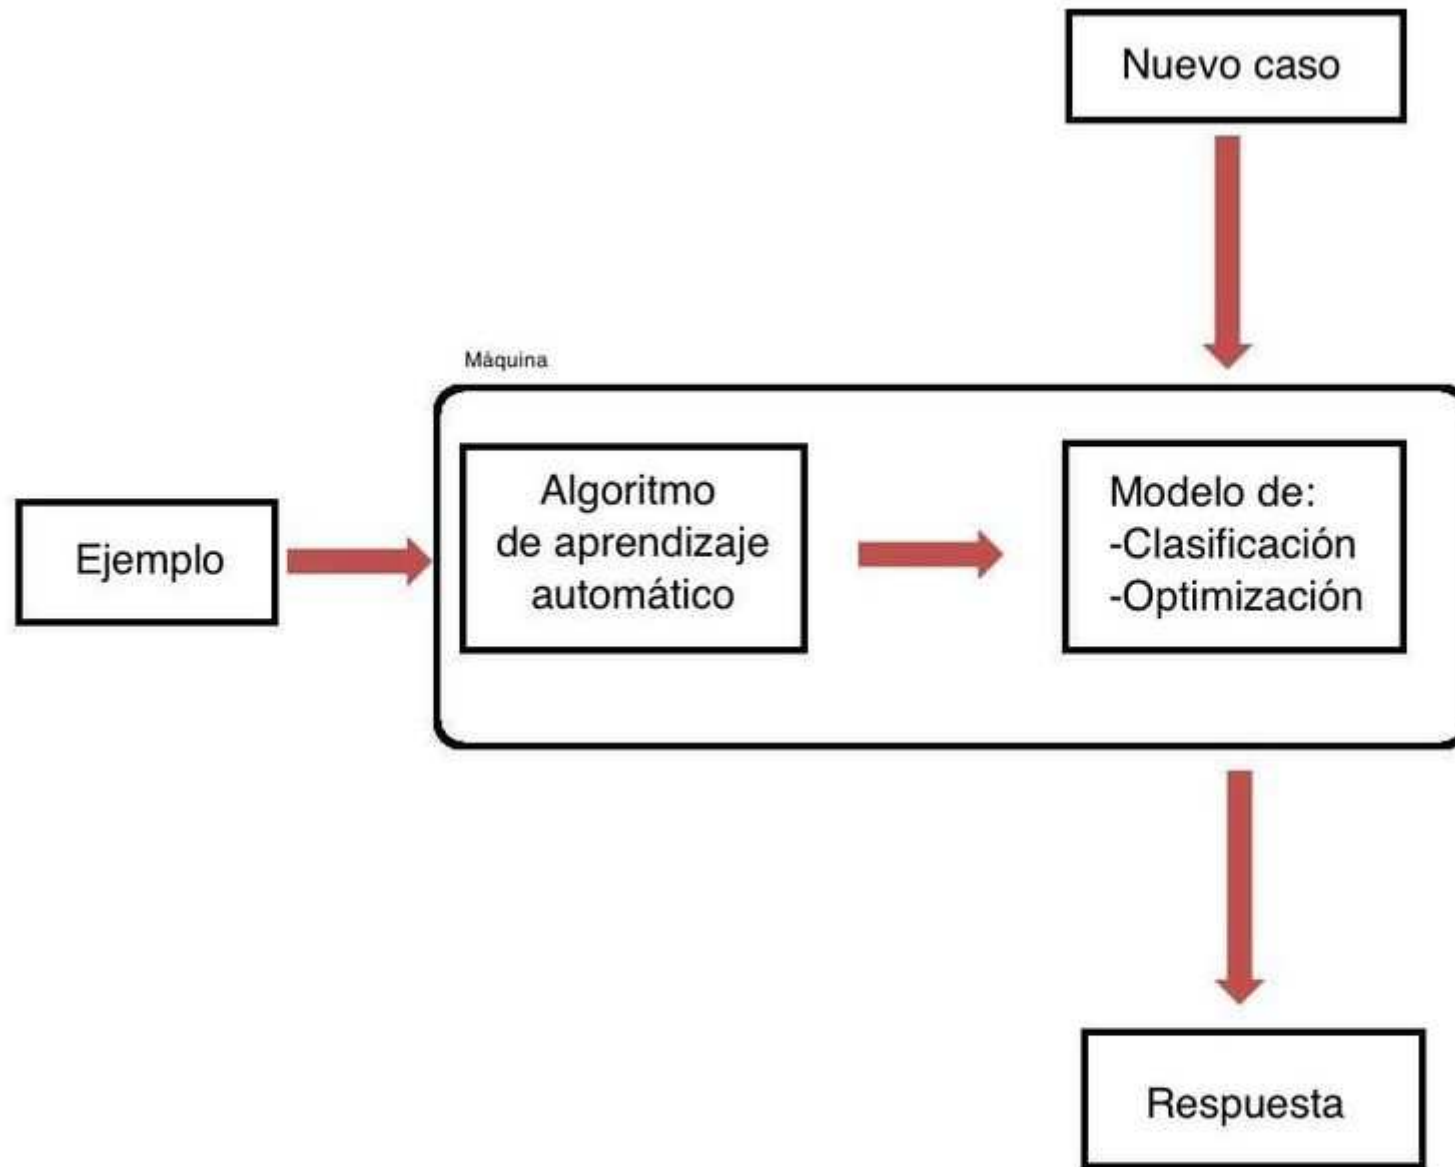 Nuevo caso
Máquina
Ejemplo
Algoritmo
de aprendizaje
automático
Modelo de:
-Clasificación
-Optimización
Respuesta